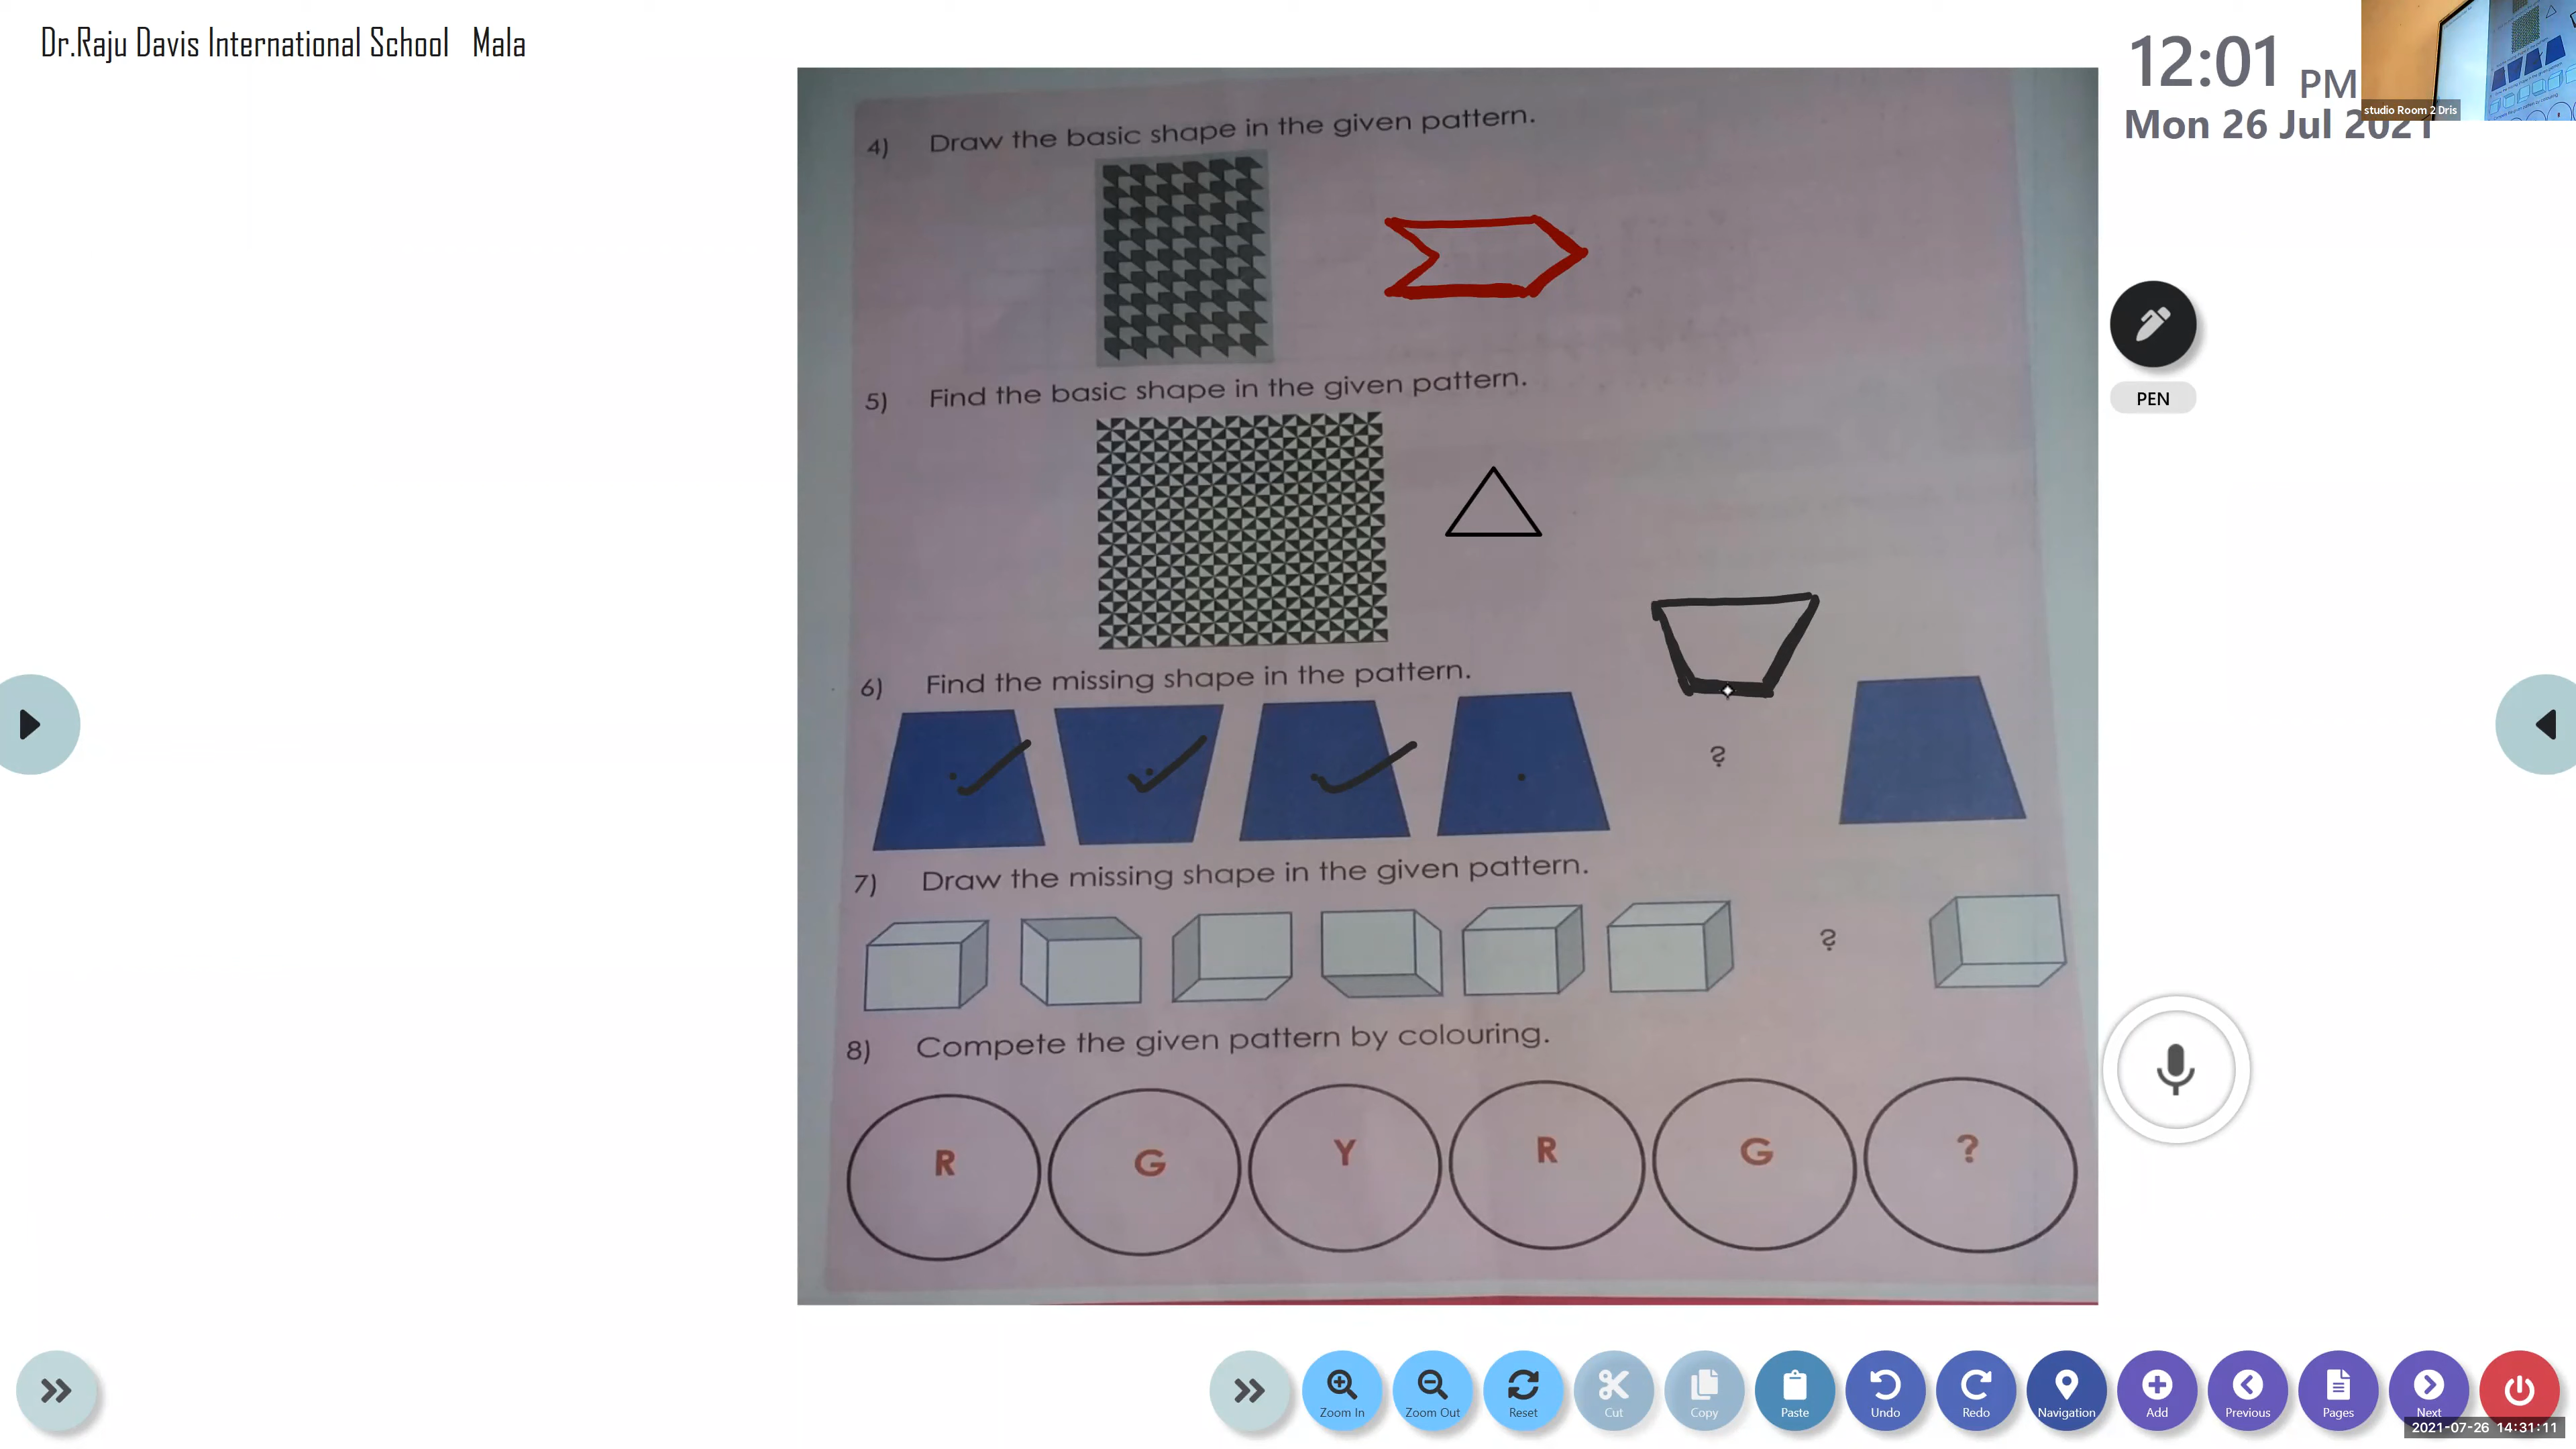 Dr.Raju Davis International School Mala
12:01 PM
Mon 26 Jul 2021
studio Room 2 Dris
4) Draw the basic shape in the given pattern.
PEN
5) Find the basic shape in the given pattern.
6) Find the missing shape in the pattern.
?
7) Draw the missing shape in the given pattern.
?
8) Compete the given pattern by colouring.
R G Y R G ?
Zoom In Zoom Out Reset Cut Copy Paste Undo Redo Navigation Add Previous Pages Next
2021-07-26 14:31:11